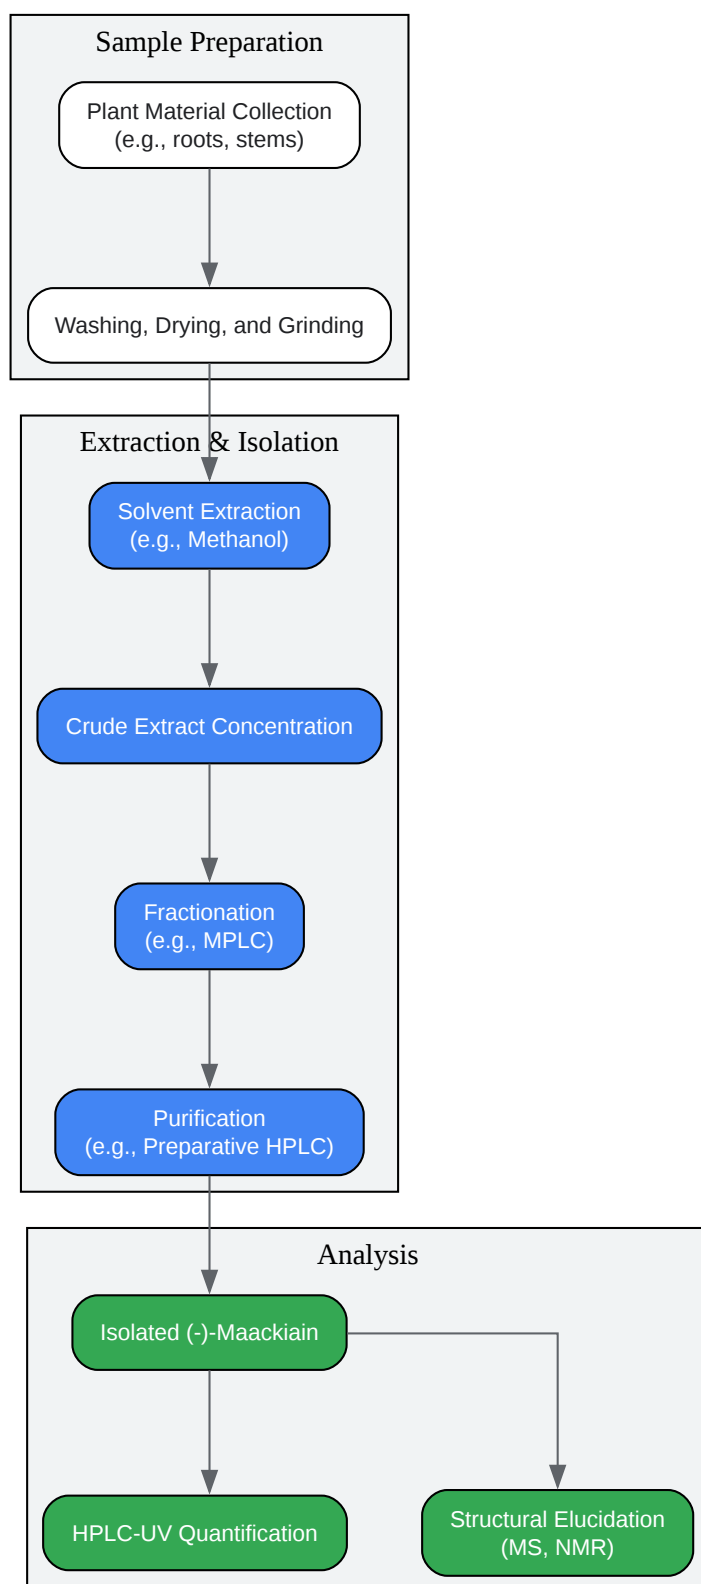 Sample Preparation
Plant Material Collection
(e.g., roots, stems)
Washing, Drying, and Grinding
Extraction & Isolation
Solvent Extraction
(e.g., Methanol)
Crude Extract Concentration
Fractionation
(e.g., MPLC)
Purification
(e.g., Preparative HPLC)
Analysis
Isolated (-)-Maackiain
HPLC-UV Quantification
Structural Elucidation
(MS, NMR)